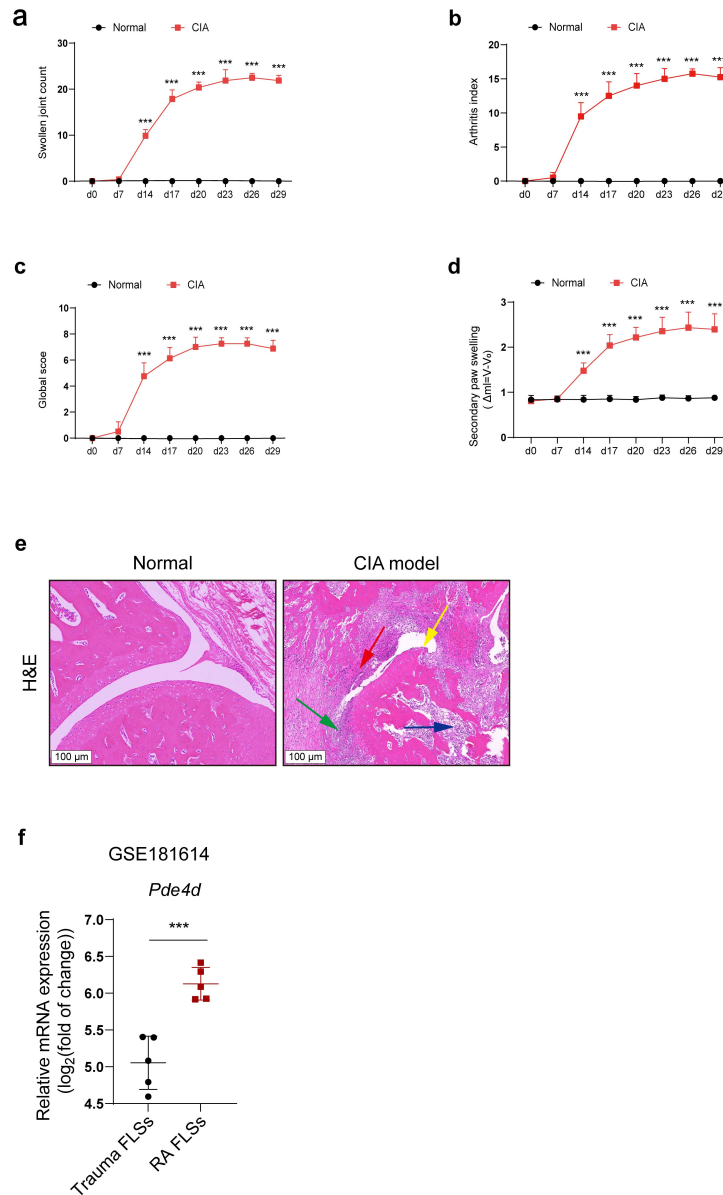 a
Normal CIA
Swollen joint count
30
20
10
0
*** *** *** *** *** ***
d0 d7 d14 d17 d20 d23 d26 d29
b
Normal CIA
Arthritis index
20
15
10
5
0
*** *** *** *** *** ***
d0 d7 d14 d17 d20 d23 d26 d2
c
Normal CIA
Global scoe
10
8
6
4
2
0
*** *** *** *** *** ***
d0 d7 d14 d17 d20 d23 d26 d29
d
Normal CIA
Secondary paw swelling
( Δml=V-V₀)
3
2
1
0
*** *** *** *** *** ***
d0 d7 d14 d17 d20 d23 d26 d29
e
Normal CIA model
H&E
100 µm 100 µm
f
GSE181614
Pde4d
Relative mRNA expression
(log₂(fold of change))
7.0
6.5
6.0
5.5
5.0
4.5
***
Trauma FLSs RA FLSs